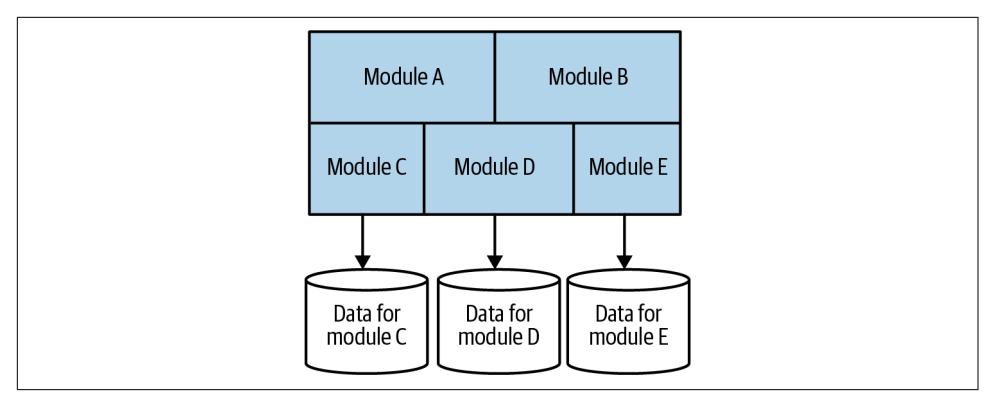 Module A
Module B
Module C
Module D
Module E
Data for
module C
Data for
module D
Data for
module E